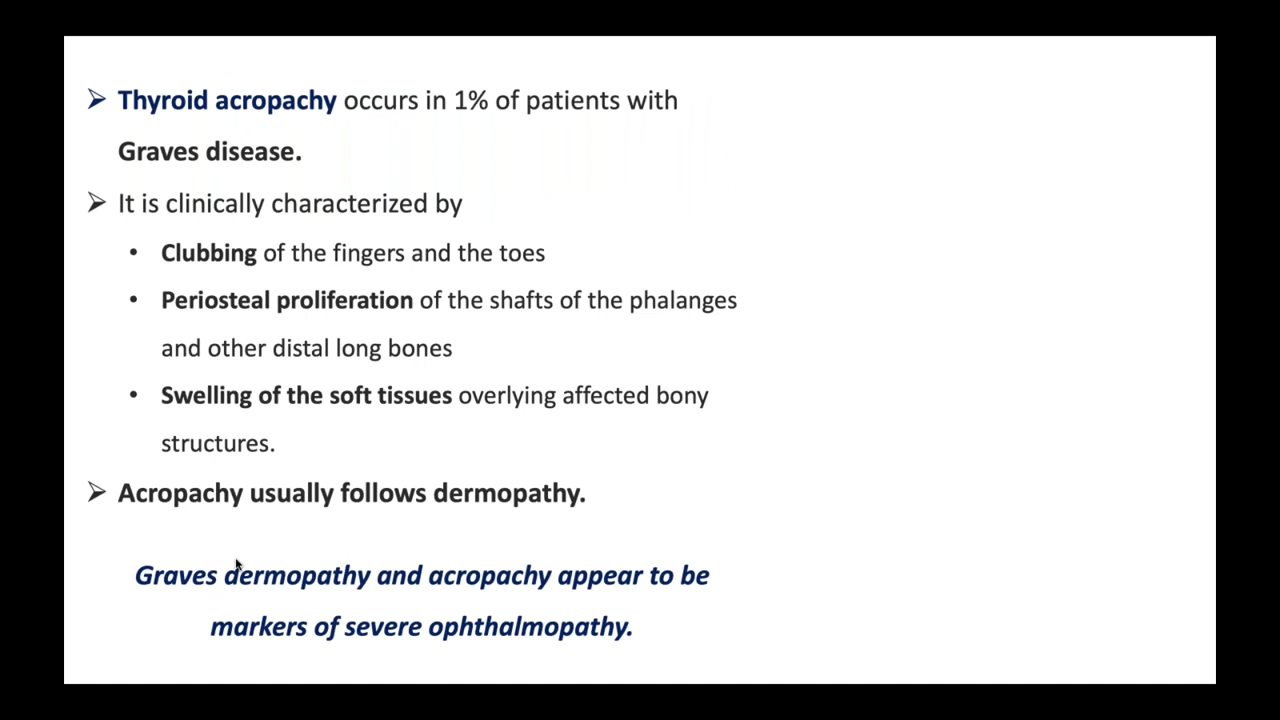 ➢ Thyroid acropachy occurs in 1% of patients with
Graves disease.
➢ It is clinically characterized by
• Clubbing of the fingers and the toes
• Periosteal proliferation of the shafts of the phalanges
and other distal long bones
• Swelling of the soft tissues overlying affected bony
structures.
➢ Acropachy usually follows dermopathy.
Graves dermopathy and acropachy appear to be
markers of severe ophthalmopathy.